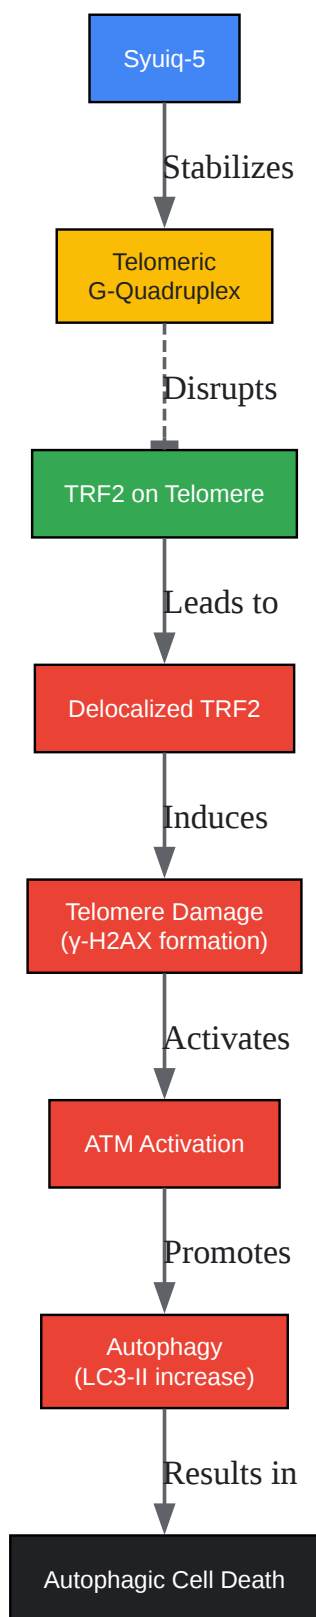 Syuiq-5
Stabilizes
Telomeric
G-Quadruplex
Disrupts
TRF2 on Telomere
Leads to
Delocalized TRF2
Induces
Telomere Damage
(γ-H2AX formation)
Activates
ATM Activation
Promotes
Autophagy
(LC3-II increase)
Results in
Autophagic Cell Death